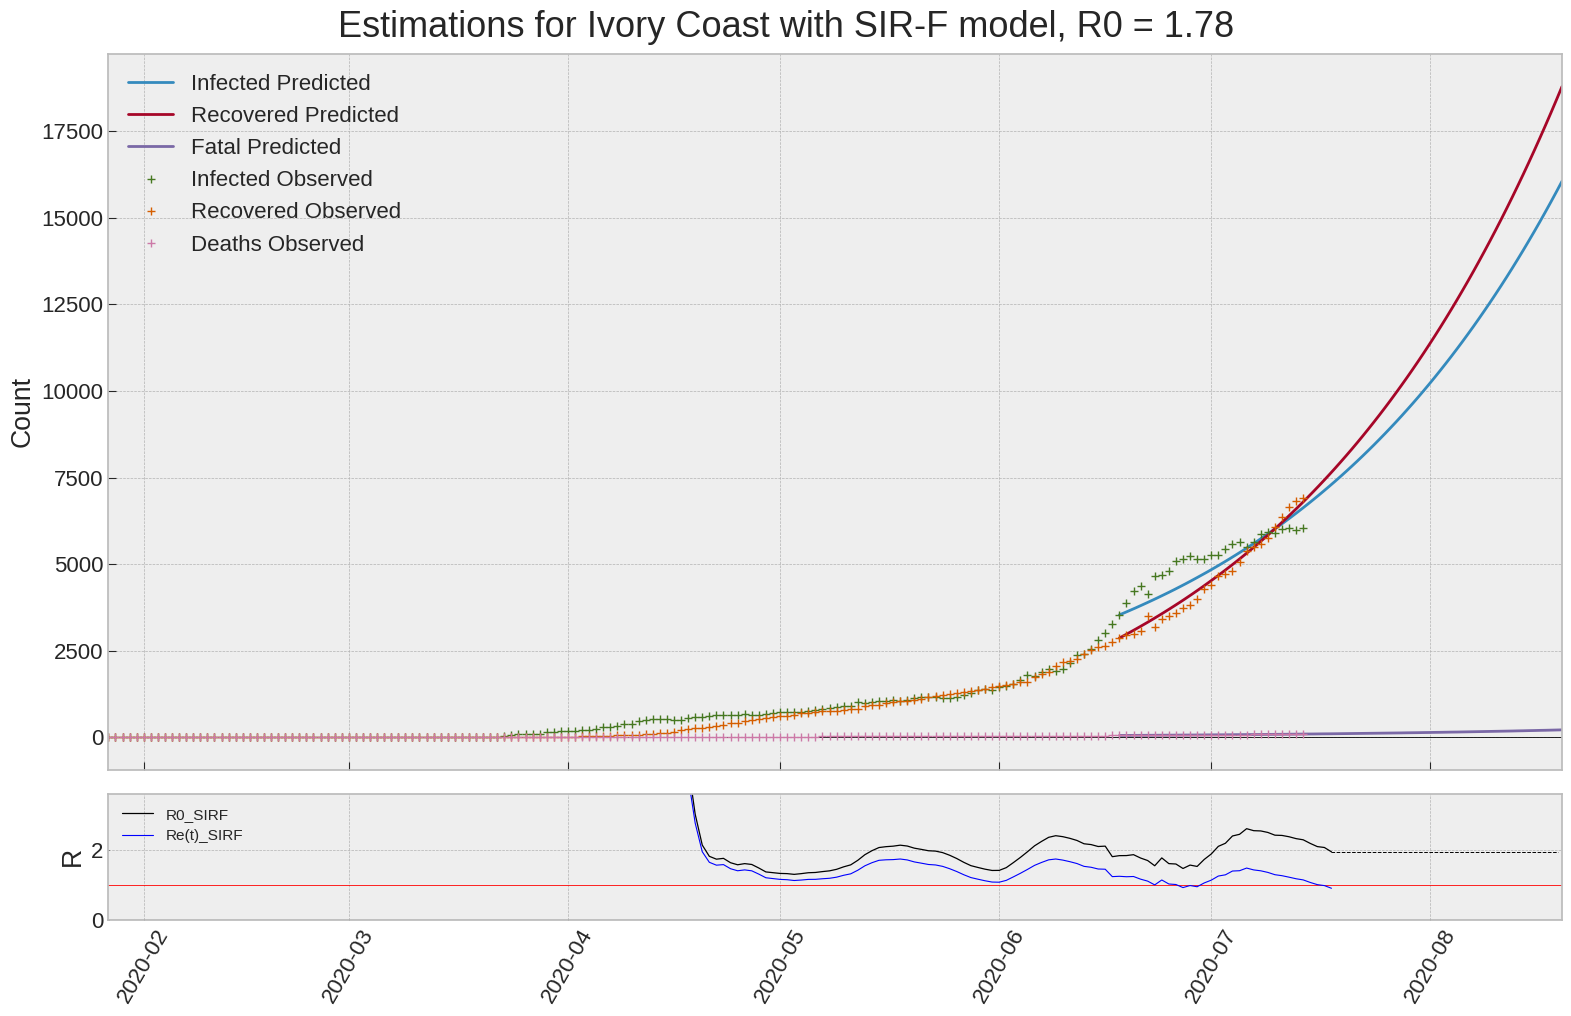 Estimations for Ivory Coast with SIR-F model, R0 = 1.78
Infected Predicted
Recovered Predicted
Fatal Predicted
Infected Observed
Recovered Observed
Deaths Observed
17500
15000
12500
10000
7500
5000
2500
0
Count
R0_SIRF
Re(t)_SIRF
2
0
R
2020-02
2020-03
2020-04
2020-05
2020-06
2020-07
2020-08